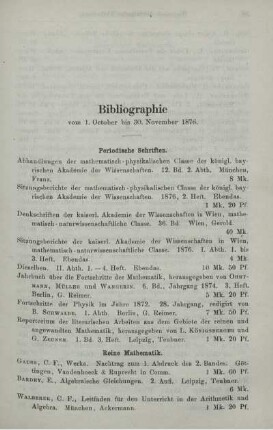 Bibliographie
vom 1. October bis 30. November 1876.
Periodische Schriften.
Abhandlungen der mathematisch-physikalischen Classe der königl. bay-
rischen Akademie der Wissenschaften. 12. Bd. 2. Abth. München,
Franz. 8 Mk.
Sitzungsberichte der mathematisch-physikalischen Classe der königl. bay-
rischen Akademie der Wissenschaften. 1876, 2. Heft. Ebendas.
1 Mk. 20 Pf.
Denkschriften der kaiserl. Akademie der Wissenschaften in Wien, mathe-
matisch-naturwissenschaftliche Classe. 36. Bd. Wien, Gerold.
40 Mk.
Sitzungsberichte der kaiserl. Akademie der Wissenschaften in Wien,
mathematisch-naturwissenschaftliche Classe. 1876. Abth. 1. bis
3. Heft. Ebendas. 4 Mk.
Dieselben. II. Abth. 1.—4. Heft. Ebendas. 10 Mk. 50 Pf.
Jahrbuch über die Fortschritte der Mathematik, herausgegeben von Ohrt-
mann, Müller und Wangerin. 6. Bd., Jahrgang 1874. 3. Heft.
Berlin, G. Reimer. 5 Mk. 20 Pf.
Fortschritte der Physik im Jahre 1872. 28. Jahrgang, redigirt von
B. Schwalbe. 1. Abth. Berlin, G. Reimer. 7 Mk. 50 Pf.
Repertorium der literarischen Arbeiten aus dem Gebiete der reinen und
angewandten Mathematik, herausgegeben von L. Königsberger und
G. Zeuner. 1. Bd. 3. Heft. Leipzig, Teubner. 2 Mk.
Reine Mathematik.
Gauss, C. F., Werke. Nachtrag zum 1. Abdruck des 2. Bandes. Göt-
tingen, Vandenhoeck & Ruprecht in Comm. 1 Mk. 60 Pf.
Bardey, E., Algebraische Gleichungen. 2. Aufl. Leipzig, Teubner.
6 Mk.
Walberer, C. F., Leitfaden für den Unterricht in der Arithmetik und
Algebra. München, Ackermann. 1 Mk. 20 Pf.